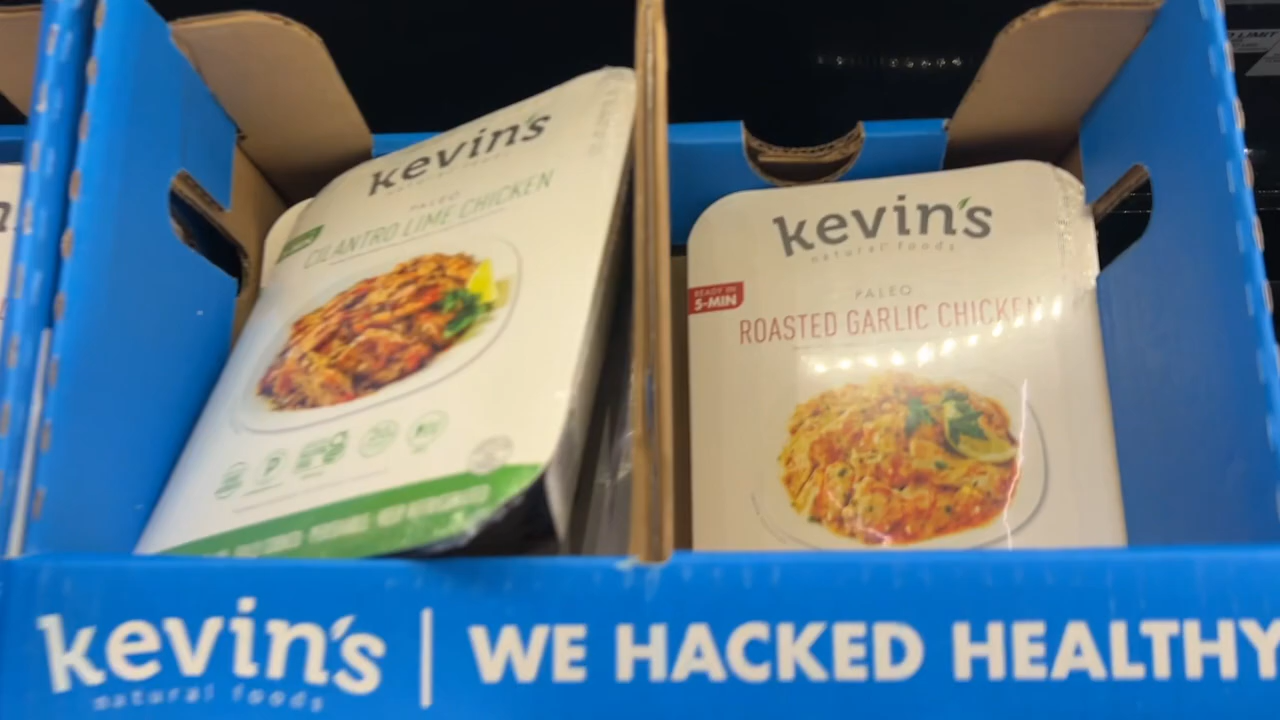 kevin's
PALEO
CILANTRO LIME CHICKEN
kevin's
natural foods
READY IN
5-MIN
PALEO
ROASTED GARLIC CHICKEN
LIMIT
kevin's
natural foods
WE HACKED HEALTHY